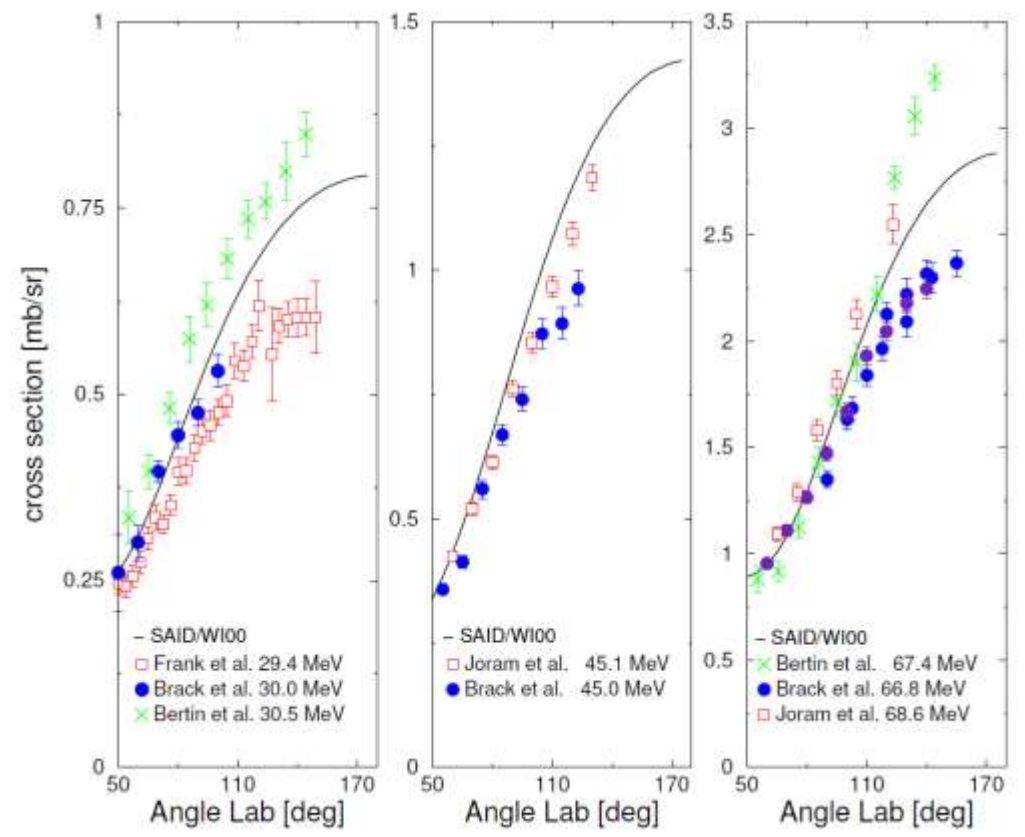 cross section [mb/sr]
1
0.75
0.5
0.25
0
– SAID/WI00
Frank et al. 29.4 MeV
Brack et al. 30.0 MeV
Bertin et al. 30.5 MeV
50 110 170
Angle Lab [deg]
1.5
1
0.5
0
– SAID/WI00
Joram et al. 45.1 MeV
Brack et al. 45.0 MeV
50 110 170
Angle Lab [deg]
3.5
3
2.5
2
1.5
1
0.5
0
– SAID/WI00
Bertin et al. 67.4 MeV
Brack et al. 66.8 MeV
Joram et al. 68.6 MeV
50 110 170
Angle Lab [deg]